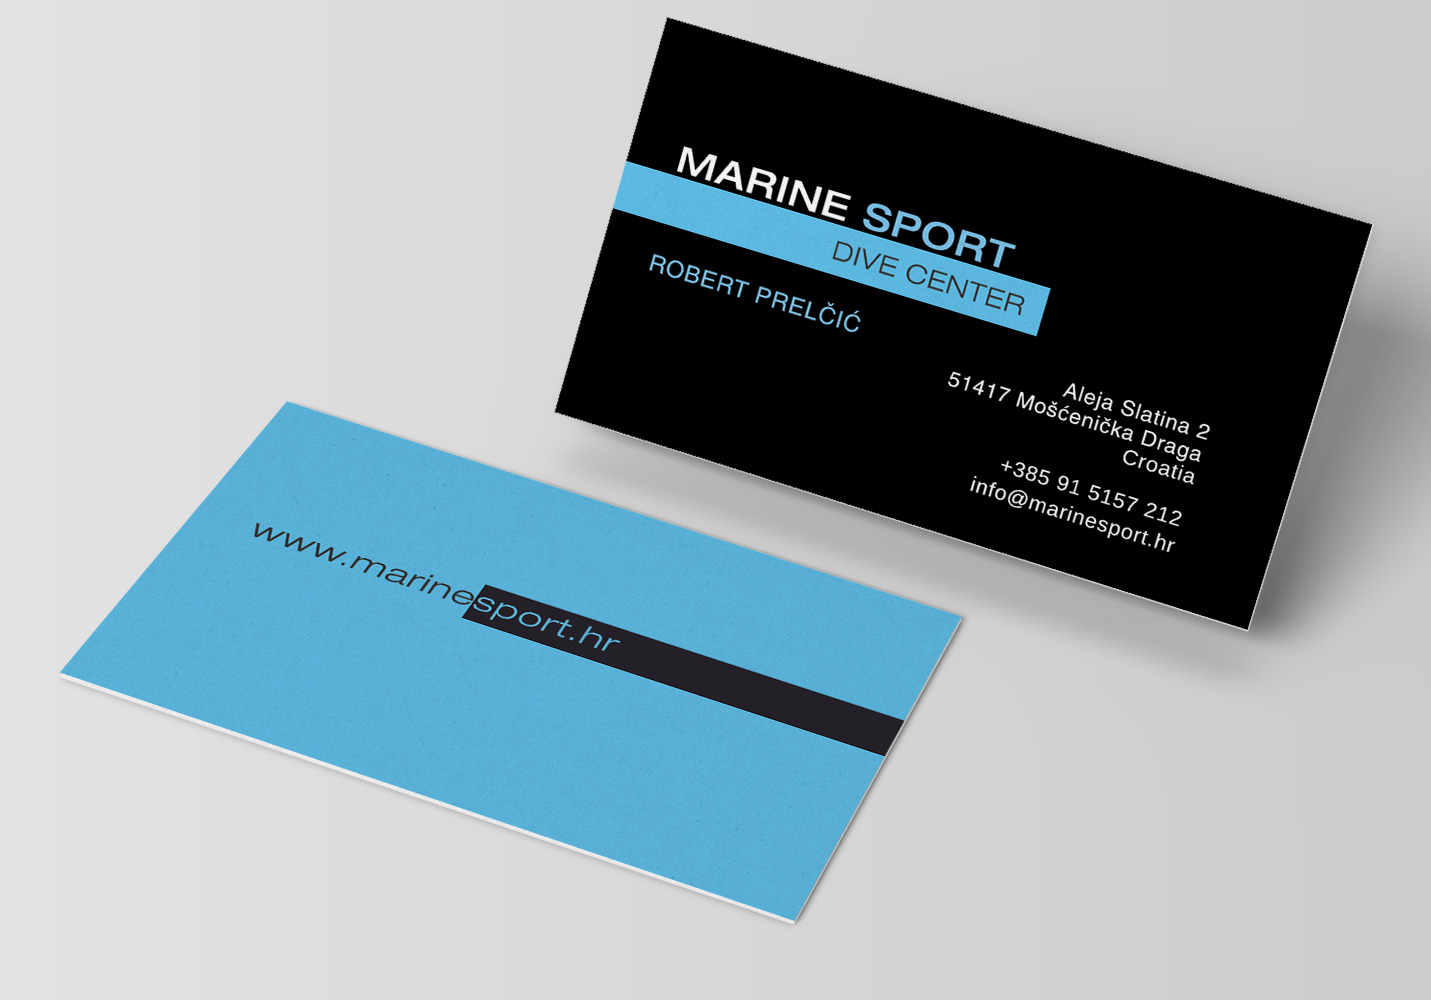 MARINE SPORT
DIVE CENTER
ROBERT PRELČIĆ
Aleja Slatina 2
51417 Mošćenička Draga
Croatia
+385 91 5157 212
info@marinesport.hr
www.marinesport.hr